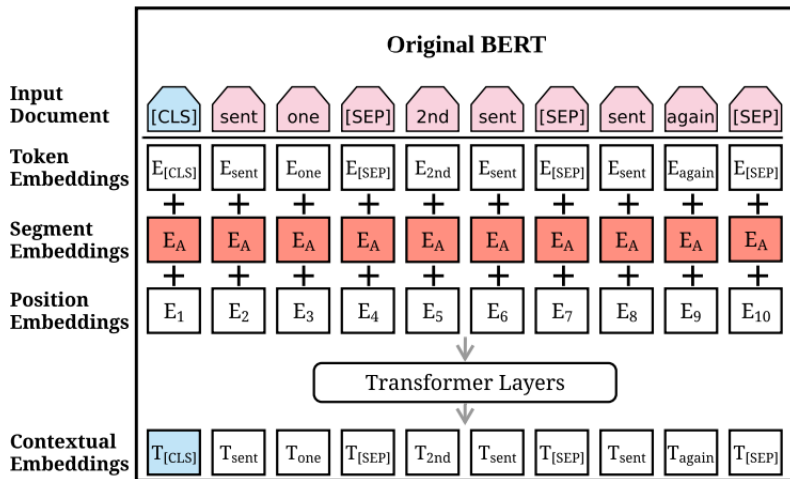 Original BERT
Input Document [CLS] sent one [SEP] 2nd sent [SEP] sent again [SEP]
Token Embeddings E[CLS] Esent Eone E[SEP] E2nd Esent E[SEP] Esent Eagain E[SEP]
+ + + + + + + + + +
Segment Embeddings EA EA EA EA EA EA EA EA EA EA
+ + + + + + + + + +
Position Embeddings E1 E2 E3 E4 E5 E6 E7 E8 E9 E10
Transformer Layers
Contextual Embeddings T[CLS] Tsent Tone T[SEP] T2nd Tsent T[SEP] Tsent Tagain T[SEP]